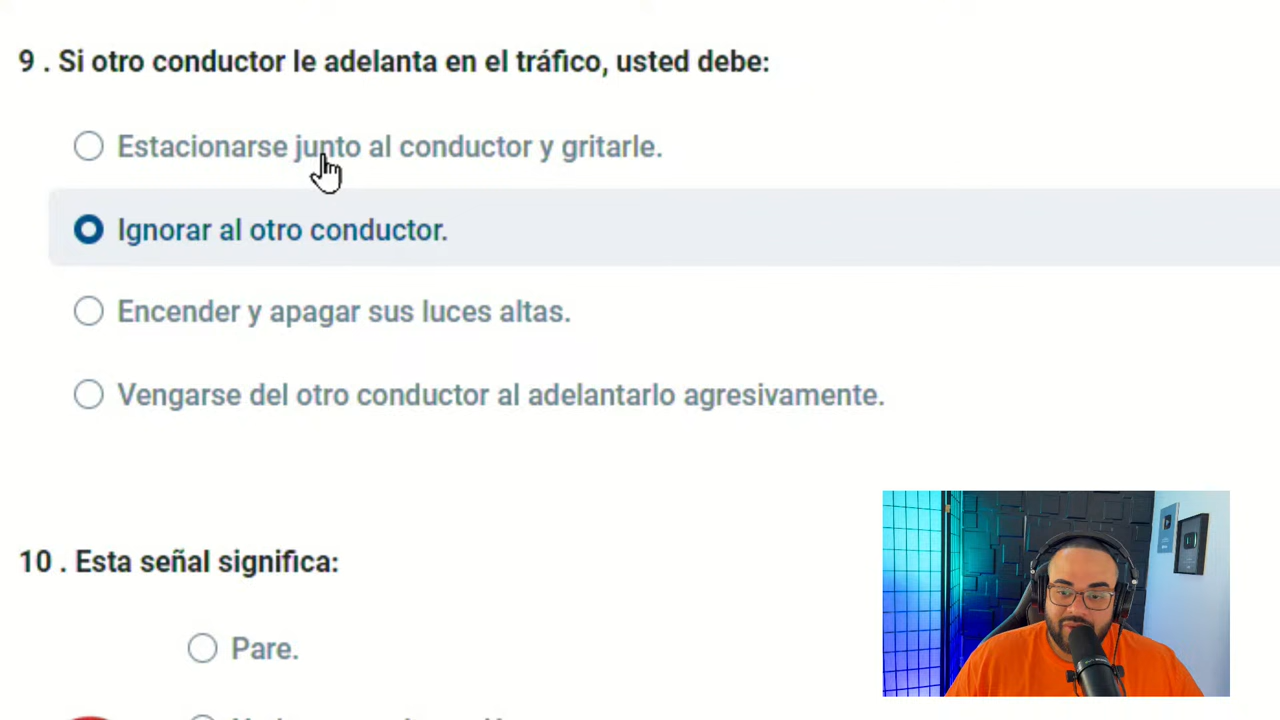 9 . Si otro conductor le adelanta en el tráfico, usted debe:
Estacionarse junto al conductor y gritarle.
Ignorar al otro conductor.
Encender y apagar sus luces altas.
Vengarse del otro conductor al adelantarlo agresivamente.
10 . Esta señal significa:
Pare.